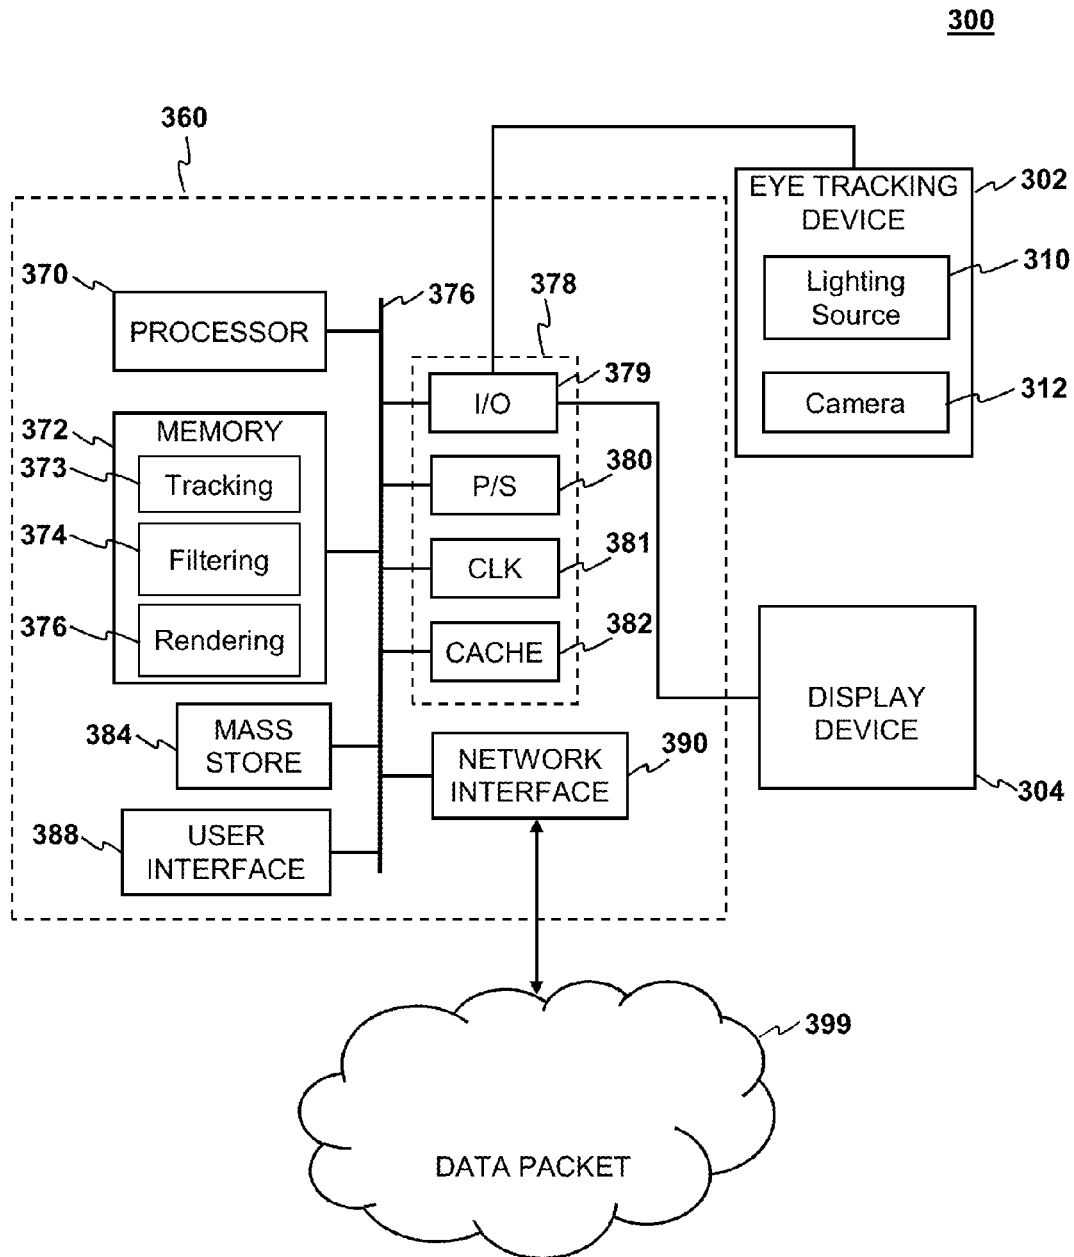 300
360
EYE TRACKING
DEVICE
302
Lighting
Source
310
Camera
312
370
PROCESSOR
376
378
I/O
379
372
MEMORY
373
Tracking
374
Filtering
376
Rendering
P/S
380
CLK
381
CACHE
382
384
MASS
STORE
NETWORK
INTERFACE
390
DISPLAY
DEVICE
304
388
USER
INTERFACE
399
DATA PACKET